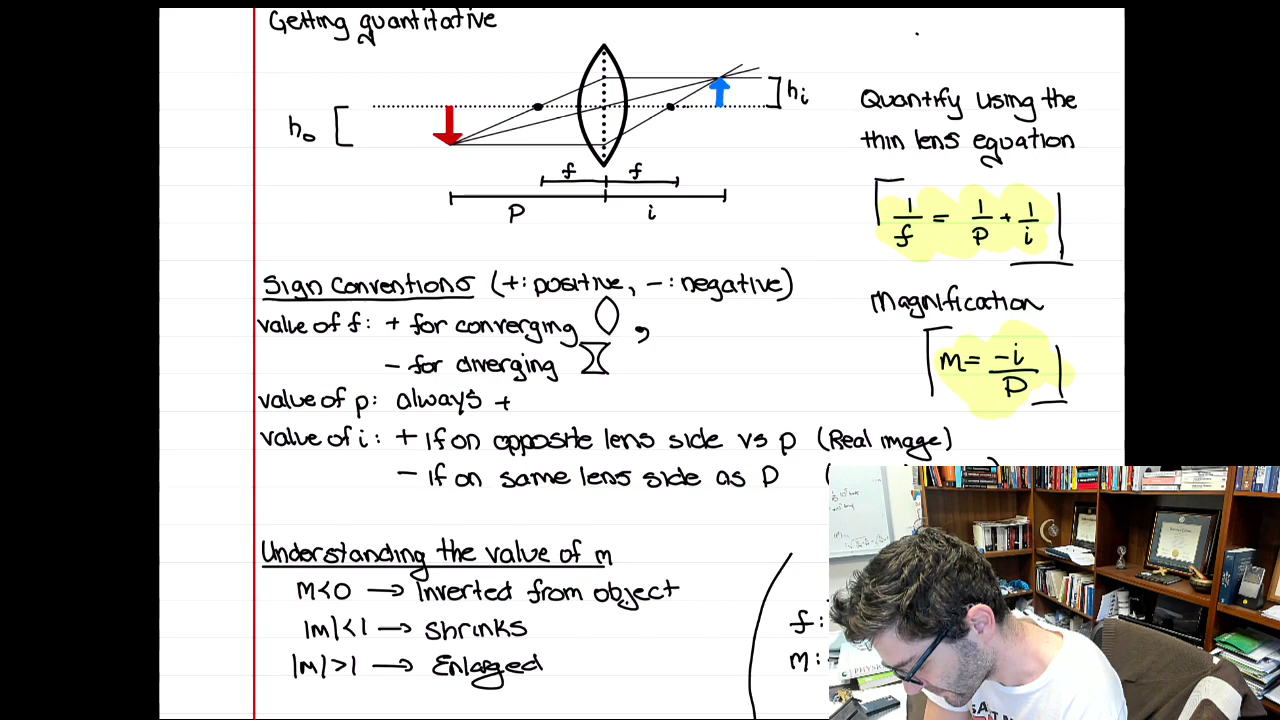 Getting quantitative
h₀
hᵢ
f f
P i
Quantify using the
thin lens equation
1/f = 1/P + 1/i
Sign Conventions (+: positive, −: negative)
value of f: + for converging ,
− for diverging
value of p: always +
value of i: + if on opposite lens side vs p (Real image)
− if on same lens side as P (
Magnification
m = −i/P
Understanding the value of m
m<0 → Inverted from object
|m|<1 → Shrinks
|m|>1 → Enlarged
f:
m: